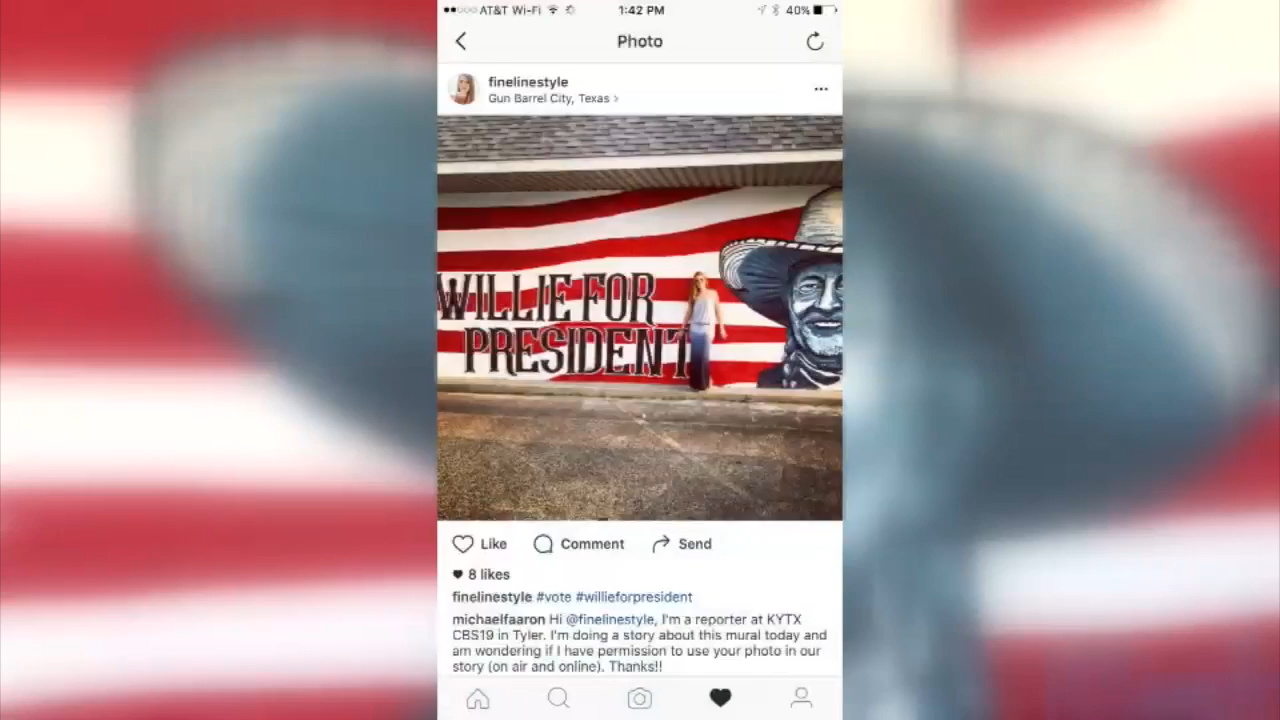 AT&T Wi-Fi 1:42 PM 40%
Photo
finelinestyle
Gun Barrel City, Texas >
WILLIE FOR
PRESIDENT
Like Comment Send
8 likes
finelinestyle #vote #willieforpresident
michaelfaaron Hi @finelinestyle, I'm a reporter at KYTX
CBS19 in Tyler. I'm doing a story about this mural today and
am wondering if I have permission to use your photo in our
story (on air and online). Thanks!!